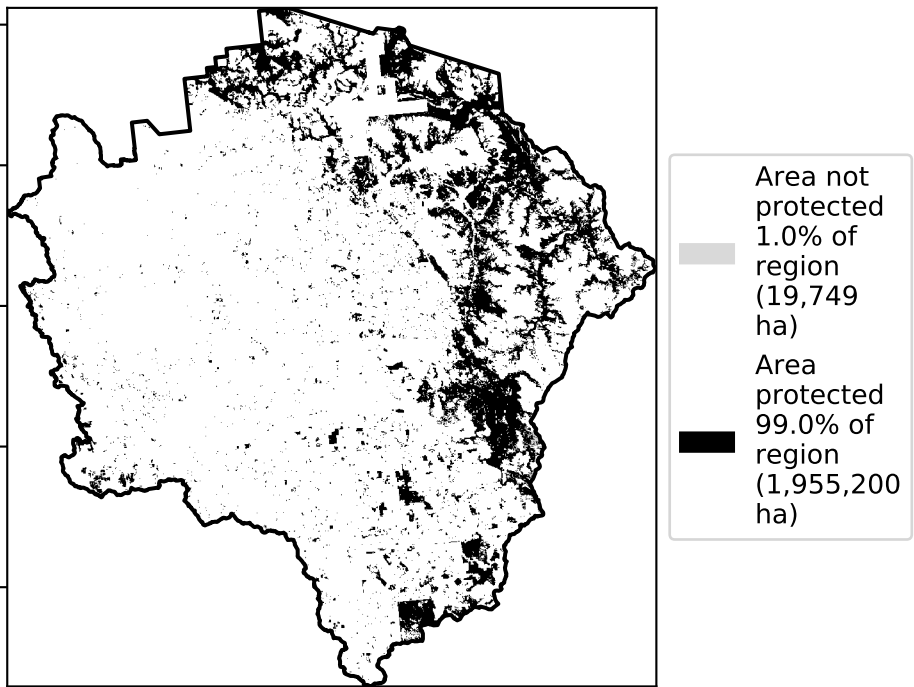 Area not
protected
1.0% of
region
(19,749
ha)
Area
protected
99.0% of
region
(1,955,200
ha)